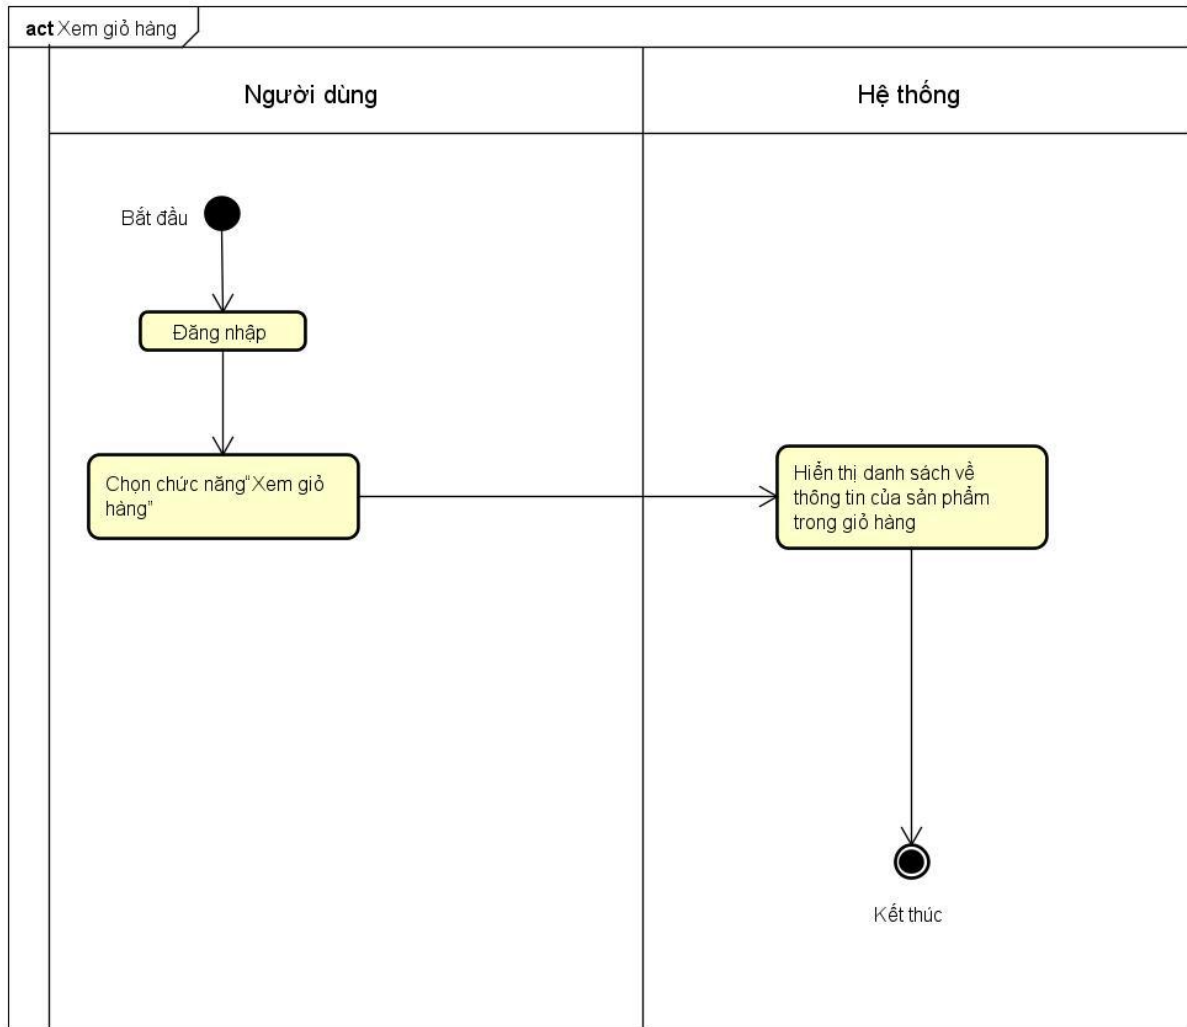 act Xem giỏ hàng
Người dùng
Hệ thống
Bắt đầu
Đăng nhập
Chọn chức năng“Xem giỏ
hàng”
Hiển thị danh sách về
thông tin của sản phẩm
trong giỏ hàng
Kết thúc